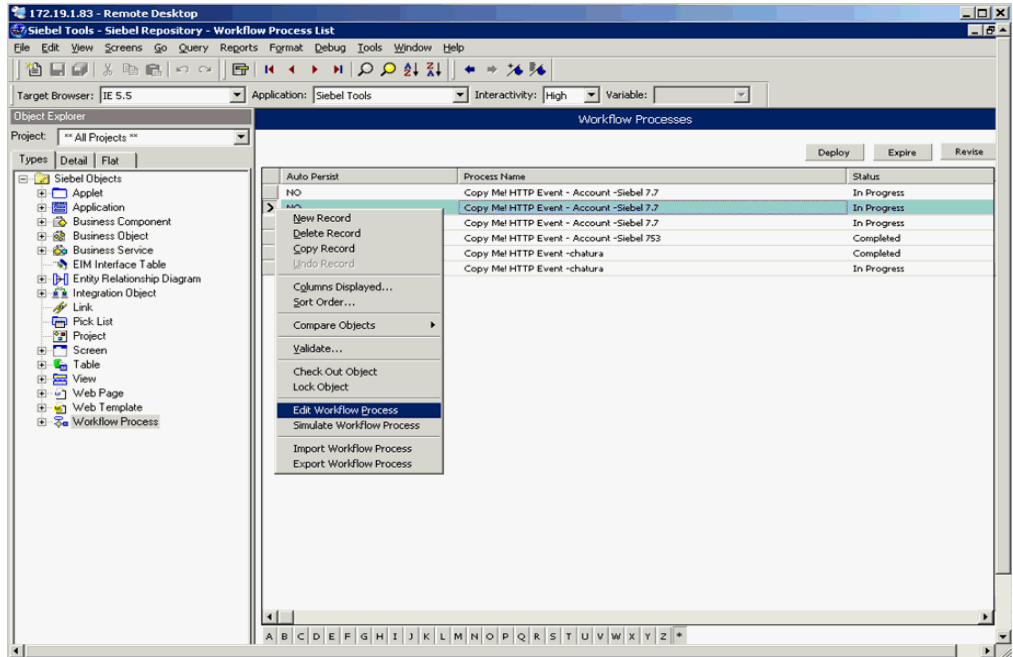 172.19.1.83 - Remote Desktop
Siebel Tools - Siebel Repository - Workflow Process List
File Edit View Screens Go Query Reports Format Debug Tools Window Help
Target Browser: IE 5.5 Application: Siebel Tools Interactivity: High Variable:
Object Explorer
Workflow Processes
Project: ** All Projects **
Deploy Expire Revise
Types Detail Flat
Auto Persist Process Name Status
NO Copy Me! HTTP Event - Account -Siebel 7.7 In Progress
NO Copy Me! HTTP Event - Account -Siebel 7.7 In Progress
Copy Me! HTTP Event - Account -Siebel 7.7 In Progress
Copy Me! HTTP Event - Account -Siebel 753 Completed
Copy Me! HTTP Event -chatura Completed
Copy Me! HTTP Event -chatura In Progress
Siebel Objects
Applet
Application
Business Component
Business Object
Business Service
EIM Interface Table
Entity Relationship Diagram
Integration Object
Link
Pick List
Project
Screen
Table
View
Web Page
Web Template
Workflow Process
New Record
Delete Record
Copy Record
Undo Record
Columns Displayed...
Sort Order...
Compare Objects
Validate...
Check Out Object
Lock Object
Edit Workflow Process
Simulate Workflow Process
Import Workflow Process
Export Workflow Process
A B C D E F G H I J K L M N O P Q R S T U V W X Y Z *